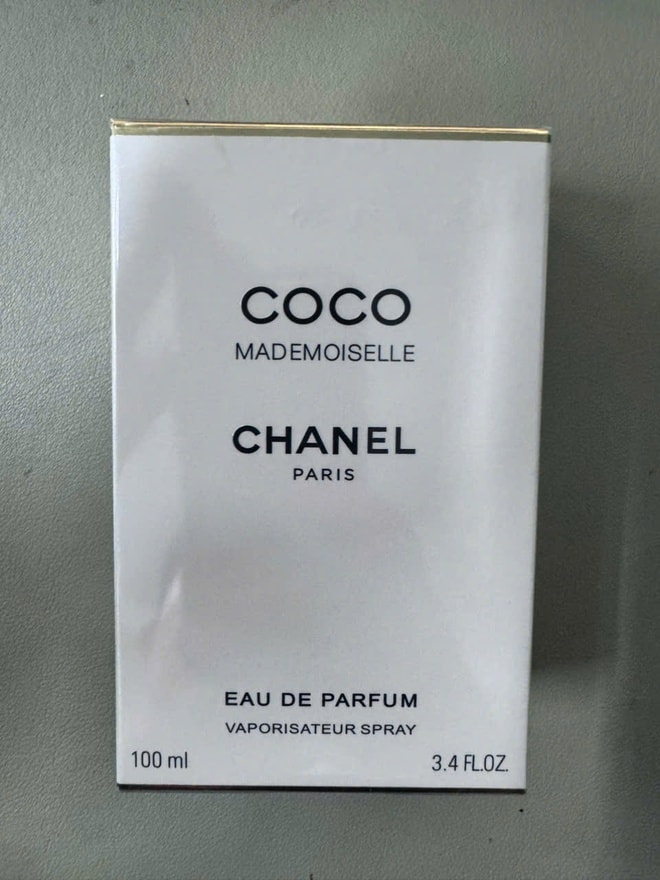 COCO
MADEMOISELLE
CHANEL
PARIS
EAU DE PARFUM
VAPORISATEUR SPRAY
100 ml 3.4 FL.OZ.